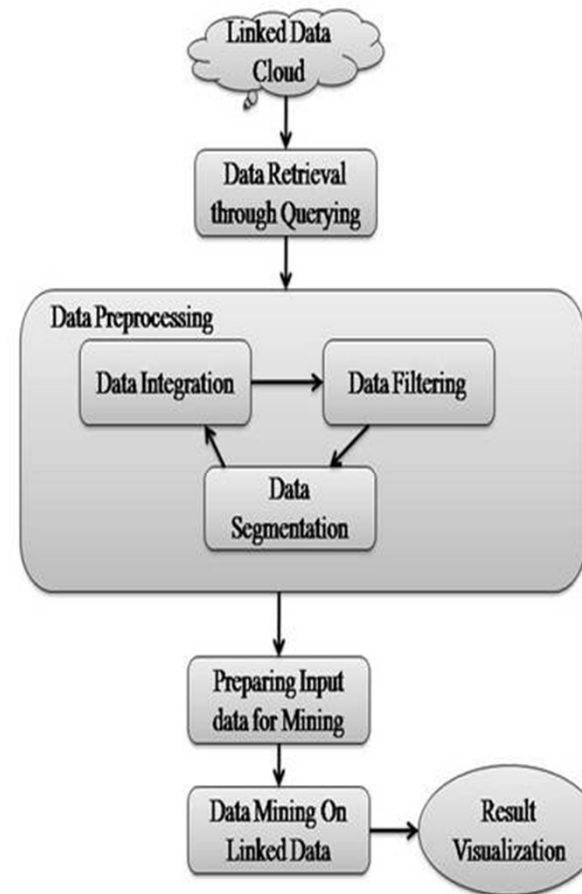 Linked Data
Cloud
Data Retrieval
through Querying
Data Preprocessing
Data Integration
Data Filtering
Data
Segmentation
Preparing Input
data for Mining
Data Mining On
Linked Data
Result
Visualization